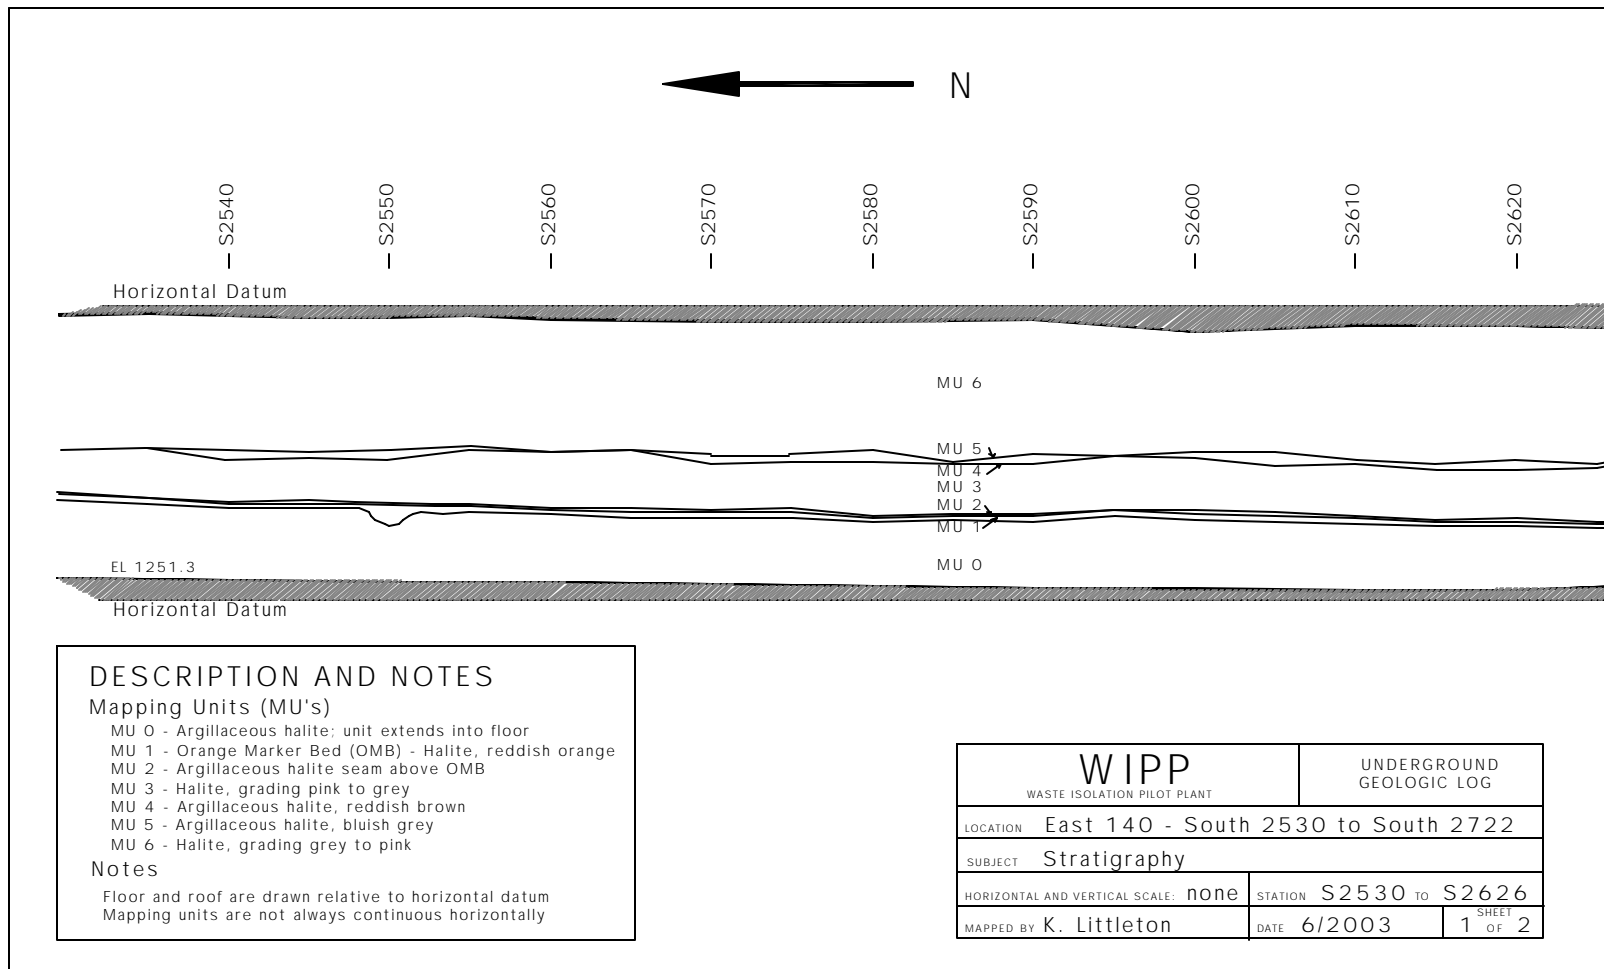 N
S2540
S2550
S2560
S2570
S2580
S2590
S2600
S2610
S2620
Horizontal Datum
MU 6
MU 5
MU 4
MU 3
MU 2
MU 1
EL 1251.3
MU 0
Horizontal Datum
DESCRIPTION AND NOTES
Mapping Units (MU's)
MU 0 - Argillaceous halite; unit extends into floor
MU 1 - Orange Marker Bed (OMB) - Halite, reddish orange
MU 2 - Argillaceous halite seam above OMB
MU 3 - Halite, grading pink to grey
MU 4 - Argillaceous halite, reddish brown
MU 5 - Argillaceous halite, bluish grey
MU 6 - Halite, grading grey to pink
Notes
Floor and roof are drawn relative to horizontal datum
Mapping units are not always continuous horizontally
WIPP
WASTE ISOLATION PILOT PLANT
UNDERGROUND
GEOLOGIC LOG
LOCATION East 140 - South 2530 to South 2722
SUBJECT Stratigraphy
HORIZONTAL AND VERTICAL SCALE: none
STATION S2530 TO S2626
MAPPED BY K. Littleton
DATE 6/2003
SHEET
1 OF 2